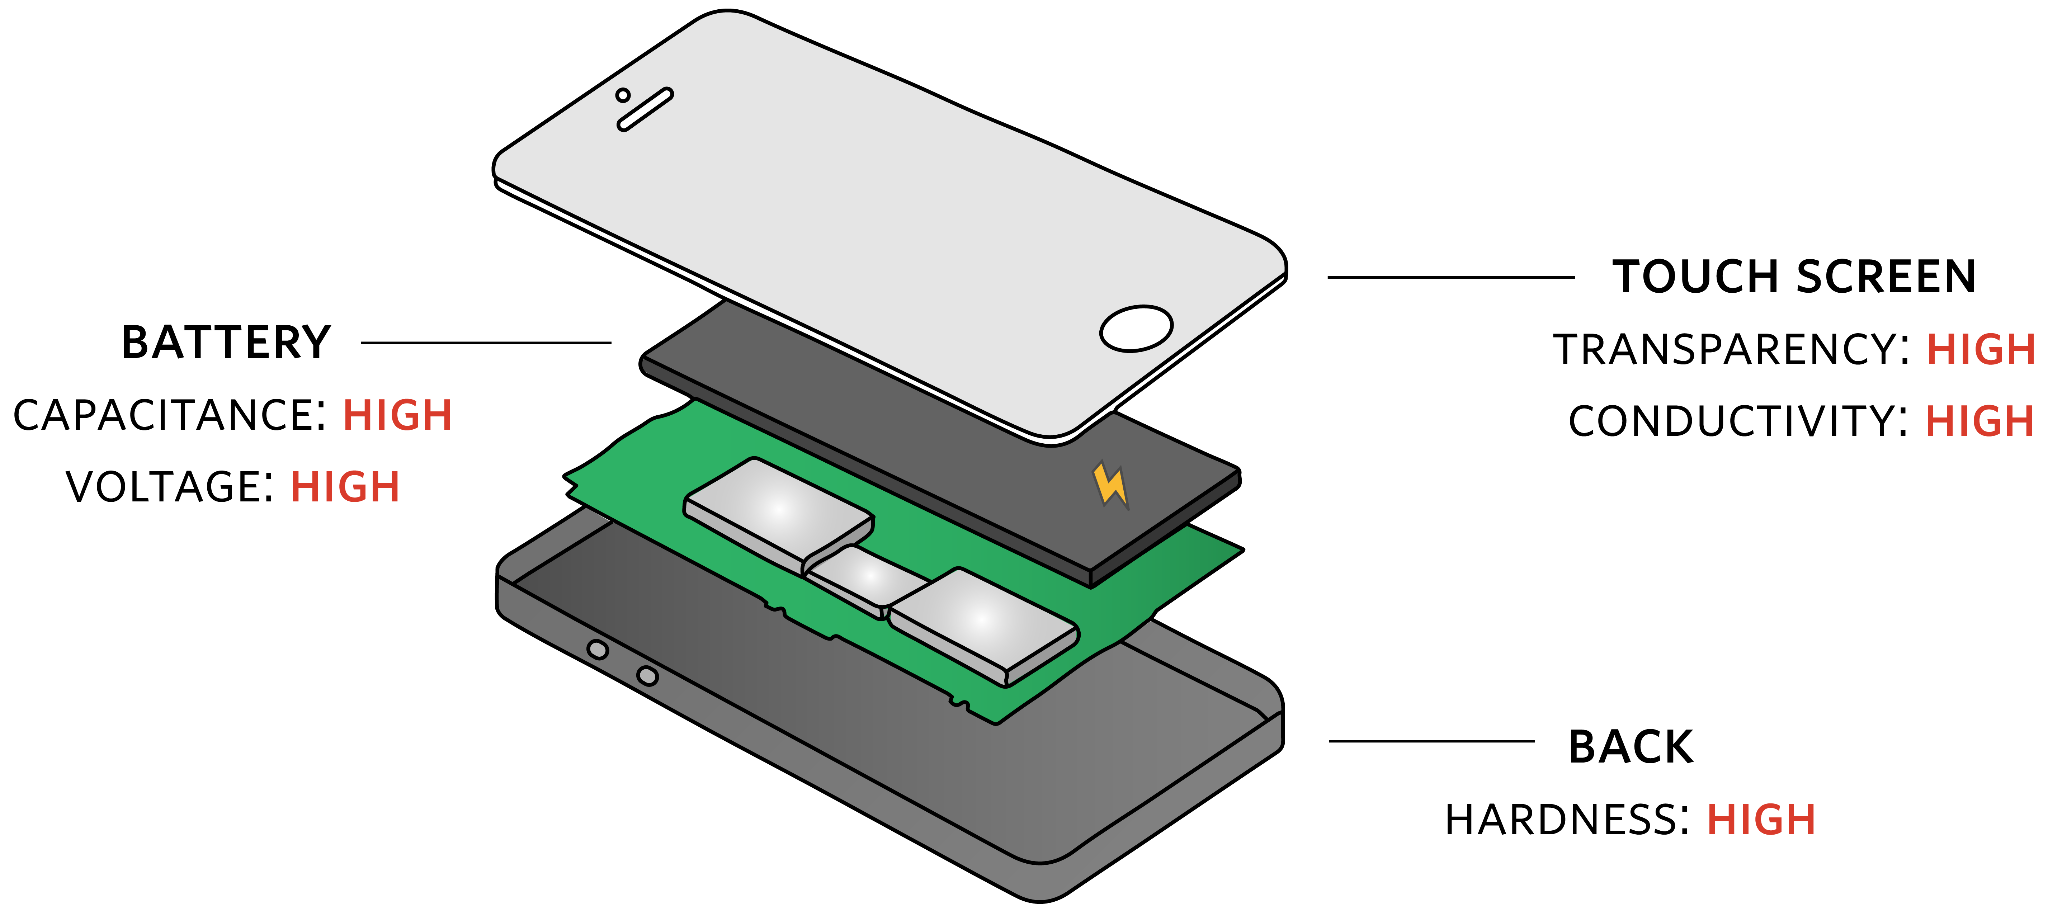 BATTERY
CAPACITANCE: HIGH
VOLTAGE: HIGH
TOUCH SCREEN
TRANSPARENCY: HIGH
CONDUCTIVITY: HIGH
BACK
HARDNESS: HIGH